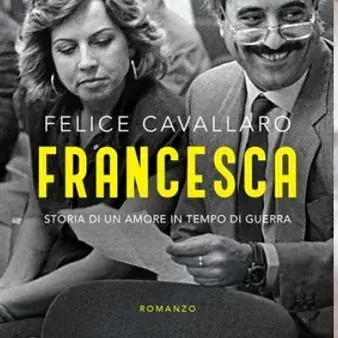 FELICE CAVALLARO
FRANCESCA
STORIA DI UN AMORE IN TEMPO DI GUERRA
ROMANZO